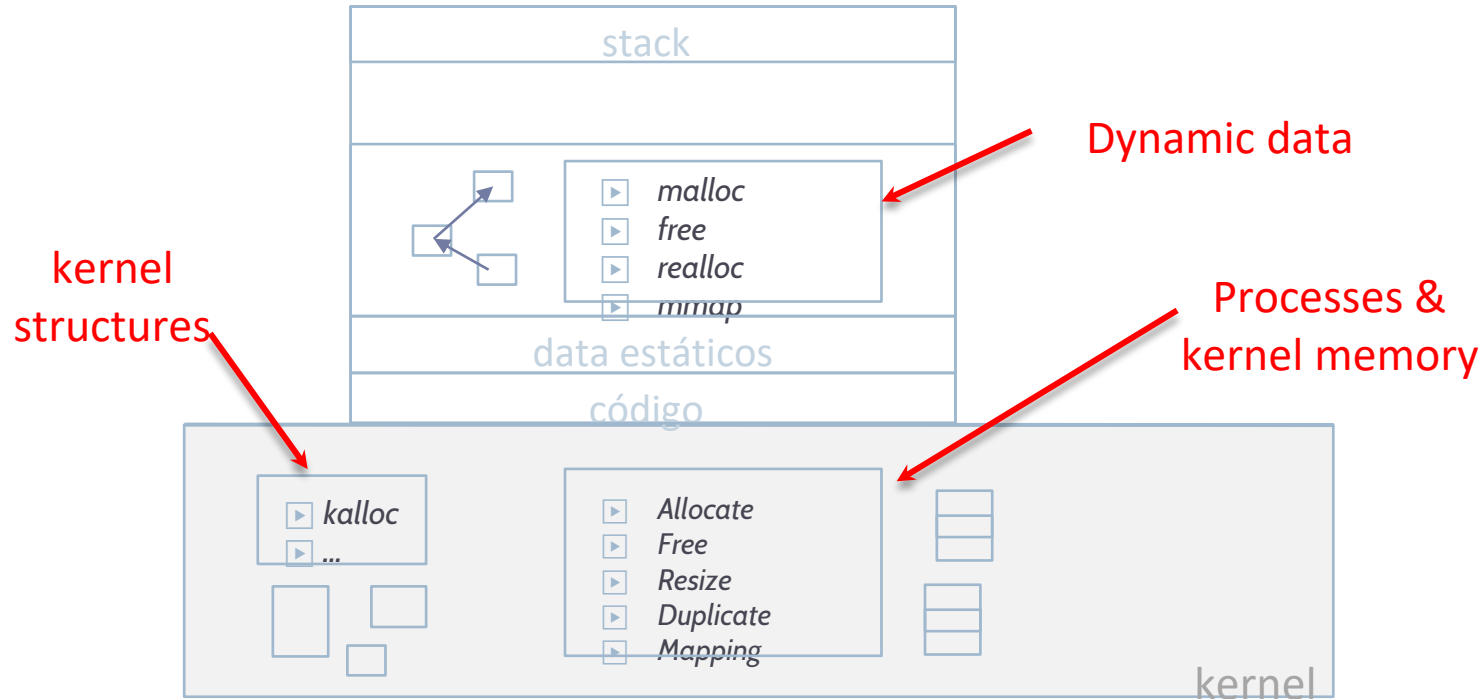 stack
Dynamic data
malloc
free
realloc
mmap
kernel
structures
Processes &
kernel memory
data estáticos
código
kalloc
...
Allocate
Free
Resize
Duplicate
Mapping
kernel